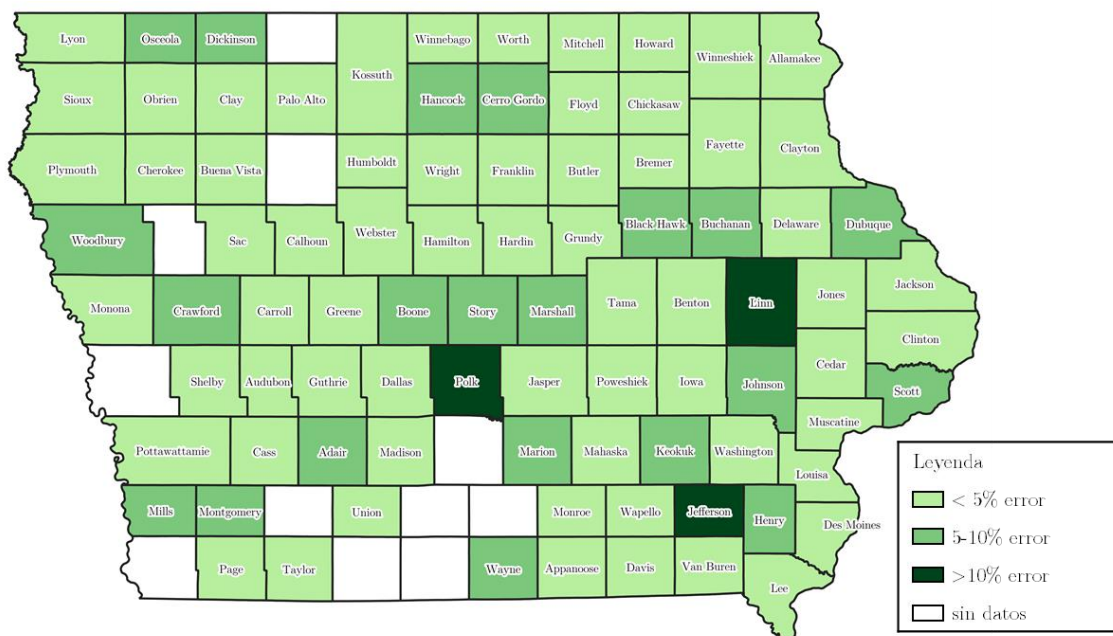 Lyon Osceola Dickinson Winnebago Worth Mitchell Howard Winneshiek Allamakee
Kossuth
Sioux Obrien Clay Palo Alto Hancock Cerro Gordo Floyd Chickasaw
Plymouth Cherokee Buena Vista Humboldt Wright Franklin Butler Bremer Fayette Clayton
Woodbury Sac Calhoun Webster Hamilton Hardin Grundy Black Hawk Buchanan Delaware Dubuque
Monona Crawford Carroll Greene Boone Story Marshall Tama Benton Linn Jones Jackson
Clinton
Shelby Audubon Guthrie Dallas Polk Jasper Poweshiek Iowa Johnson Cedar Scott
Muscatine
Pottawattamie Cass Adair Madison Marion Mahaska Keokuk Washington
Louisa
Mills Montgomery Union Monroe Wapello Jefferson Henry Des Moines
Page Taylor Wayne Appanoose Davis Van Buren Lee
Leyenda
< 5% error
5-10% error
>10% error
sin datos